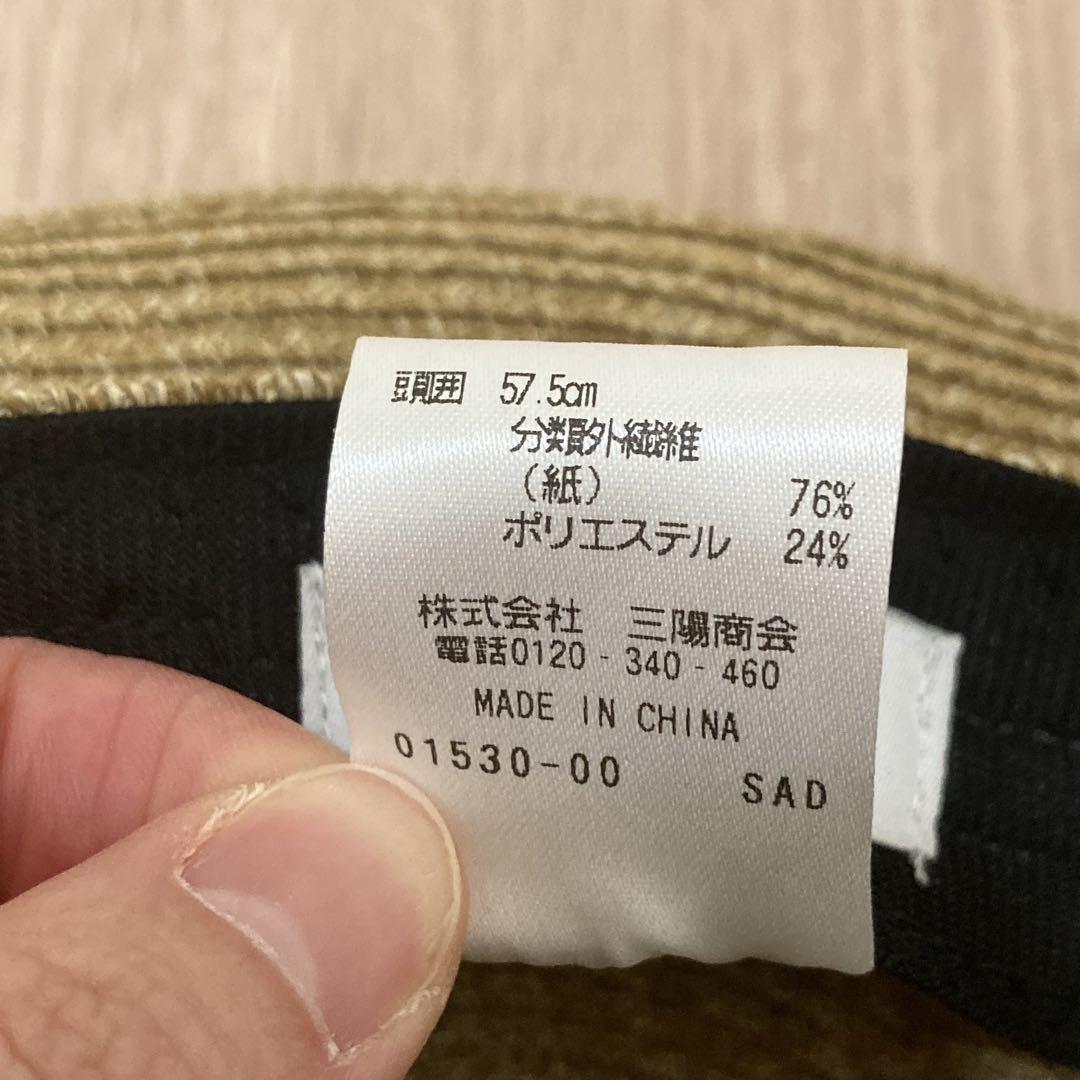 頭囲 57.5cm
分類外繊維
（紙） 76%
ポリエステル 24%
株式会社 三陽商会
電話0120-340-460
MADE IN CHINA
01530-00 SAD